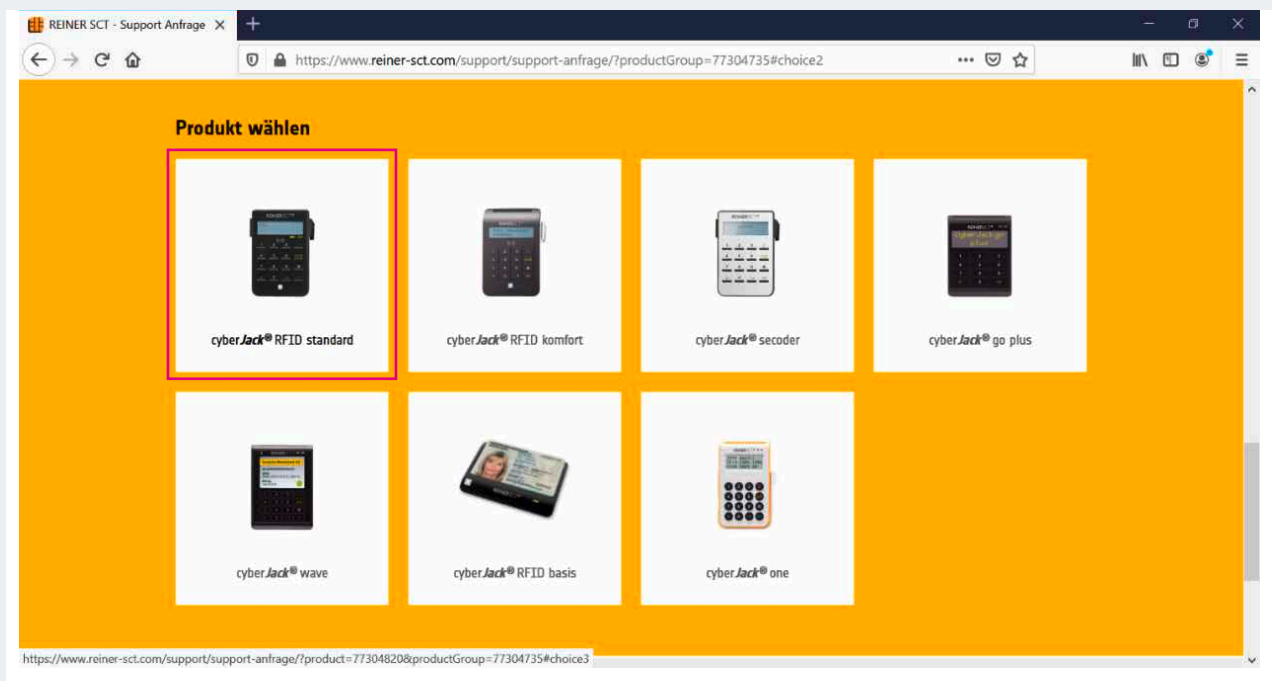 REINER SCT - Support Anfrage
https://www.reiner-sct.com/support/support-anfrage/?productGroup=77304735#choice2
Produkt wählen
cyberJack® RFID standard
cyberJack® RFID komfort
cyberJack® secoder
cyberJack® go plus
cyberJack® wave
cyberJack® RFID basis
cyberJack® one
https://www.reiner-sct.com/support/support-anfrage/?product=77304820&productGroup=77304735#choice3